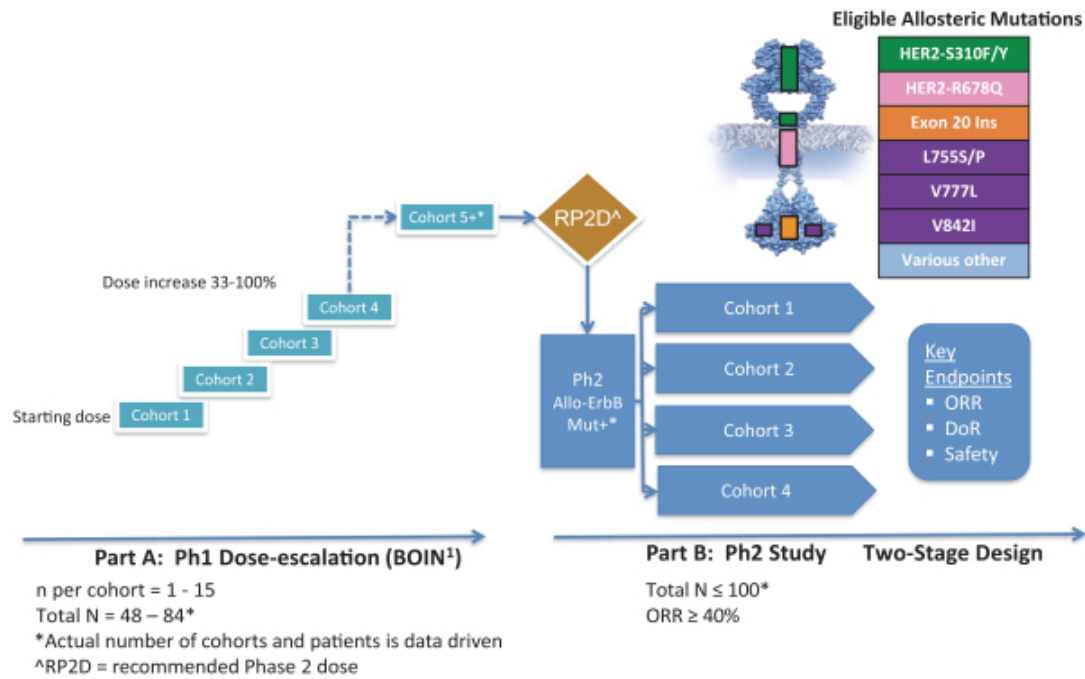 Eligible Allosteric Mutations
HER2-S310F/Y
HER2-R678Q
Exon 20 Ins
L755S/P
V777L
V842I
Various other
Cohort 5+*
RP2D^
Dose increase 33-100%
Cohort 4
Cohort 3
Cohort 2
Starting dose
Cohort 1
Ph2
Allo-ErbB
Mut+*
Cohort 1
Cohort 2
Cohort 3
Cohort 4
Key
Endpoints
▪ ORR
▪ DoR
▪ Safety
Part A: Ph1 Dose-escalation (BOIN¹)
n per cohort = 1 - 15
Total N = 48 – 84*
*Actual number of cohorts and patients is data driven
^RP2D = recommended Phase 2 dose
Part B: Ph2 Study Two-Stage Design
Total N ≤ 100*
ORR ≥ 40%